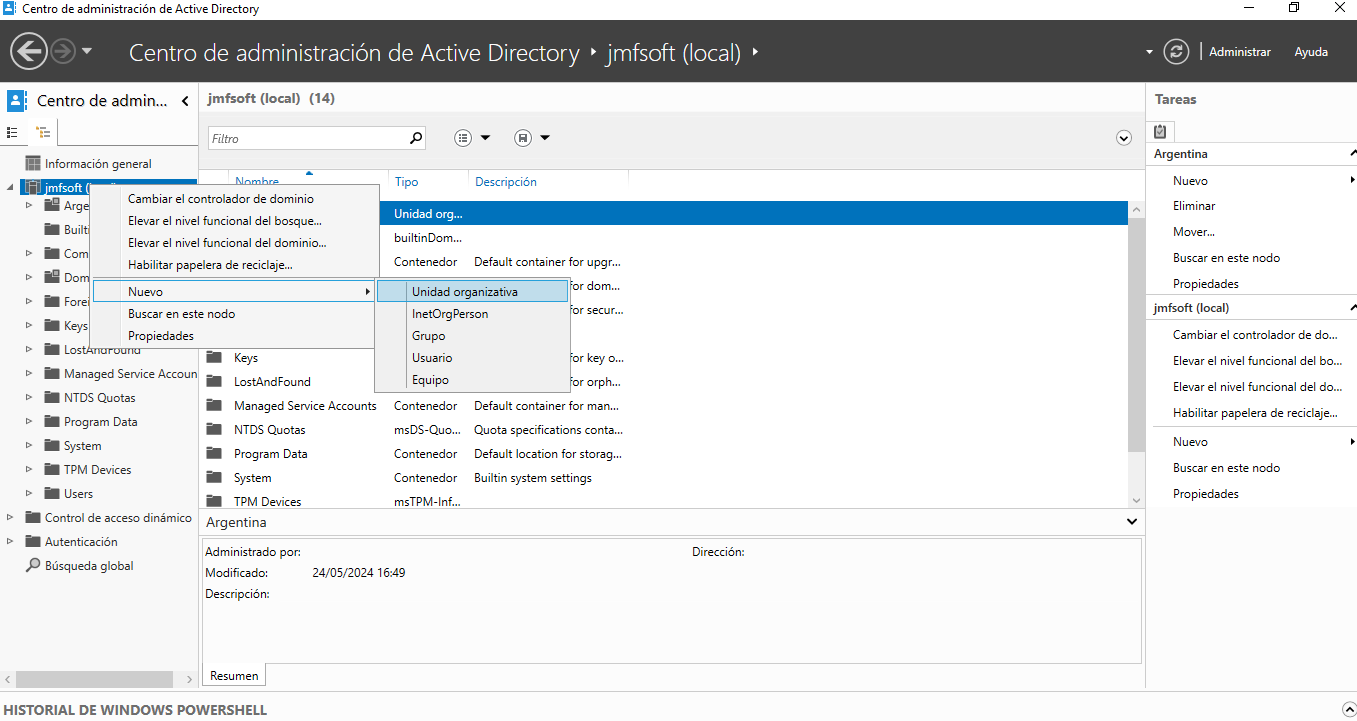 Centro de administración de Active Directory
Centro de administración de Active Directory ‣ jmfsoft (local) ‣
Administrar
Ayuda
Centro de admin...
Información general
jmfsoft (
Arge
Builti
Com
Dom
Forei
Keys
LostAndFound
Managed Service Accoun
NTDS Quotas
Program Data
System
TPM Devices
Users
Control de acceso dinámico
Autenticación
Búsqueda global
Cambiar el controlador de dominio
Elevar el nivel funcional del bosque...
Elevar el nivel funcional del dominio...
Habilitar papelera de reciclaje...
Nuevo
Buscar en este nodo
Propiedades
Unidad organizativa
InetOrgPerson
Grupo
Usuario
Equipo
jmfsoft (local) (14)
Filtro
Nombre Tipo Descripción
Unidad org...
builtinDom...
Contenedor Default container for upgr...
for dom...
for secur...
Keys for key o...
LostAndFound for orph...
Managed Service Accounts Contenedor Default container for man...
NTDS Quotas msDS-Quo... Quota specifications conta...
Program Data Contenedor Default location for storag...
System Contenedor Builtin system settings
TPM Devices msTPM-Inf...
Argentina
Administrado por: Dirección:
Modificado: 24/05/2024 16:49
Descripción:
Resumen
Tareas
Argentina
Nuevo
Eliminar
Mover...
Buscar en este nodo
Propiedades
jmfsoft (local)
Cambiar el controlador de do...
Elevar el nivel funcional del bo...
Elevar el nivel funcional del do...
Habilitar papelera de reciclaje...
Nuevo
Buscar en este nodo
Propiedades
HISTORIAL DE WINDOWS POWERSHELL